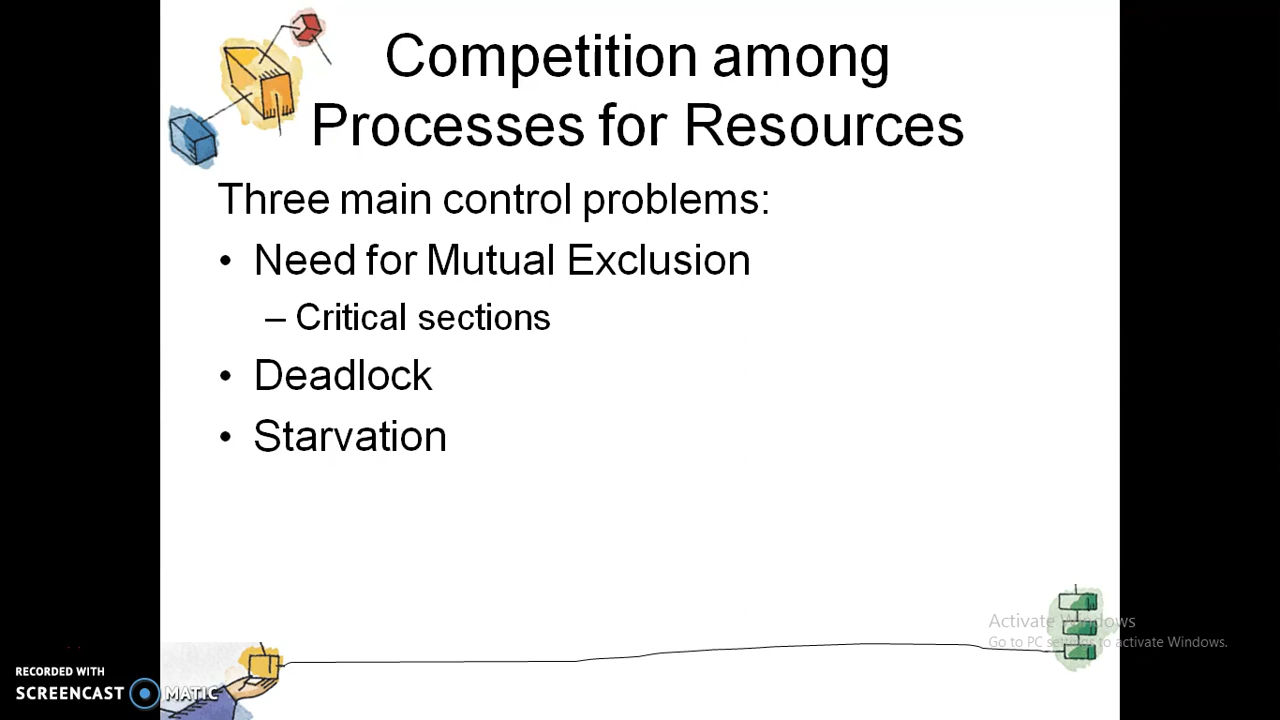 Competition among
Processes for Resources
Three main control problems:
• Need for Mutual Exclusion
– Critical sections
• Deadlock
• Starvation
Activate Windows
Go to PC settings to activate Windows.
RECORDED WITH
SCREENCAST MATIC